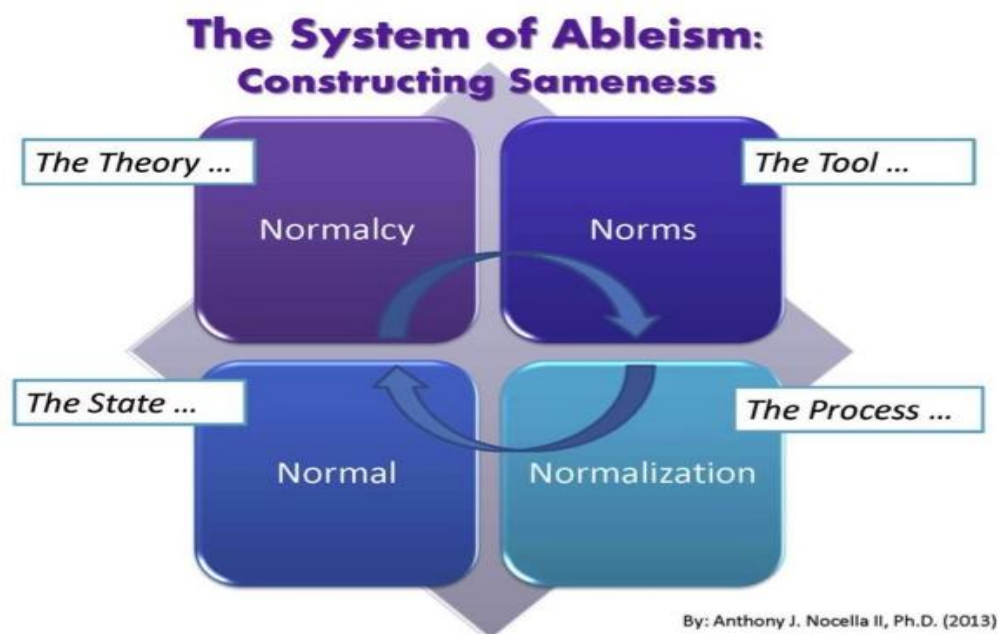 The System of Ableism:
Constructing Sameness
The Theory ...
Normalcy
The Tool ...
Norms
The State ...
Normal
The Process ...
Normalization
By: Anthony J. Nocella II, Ph.D. (2013)